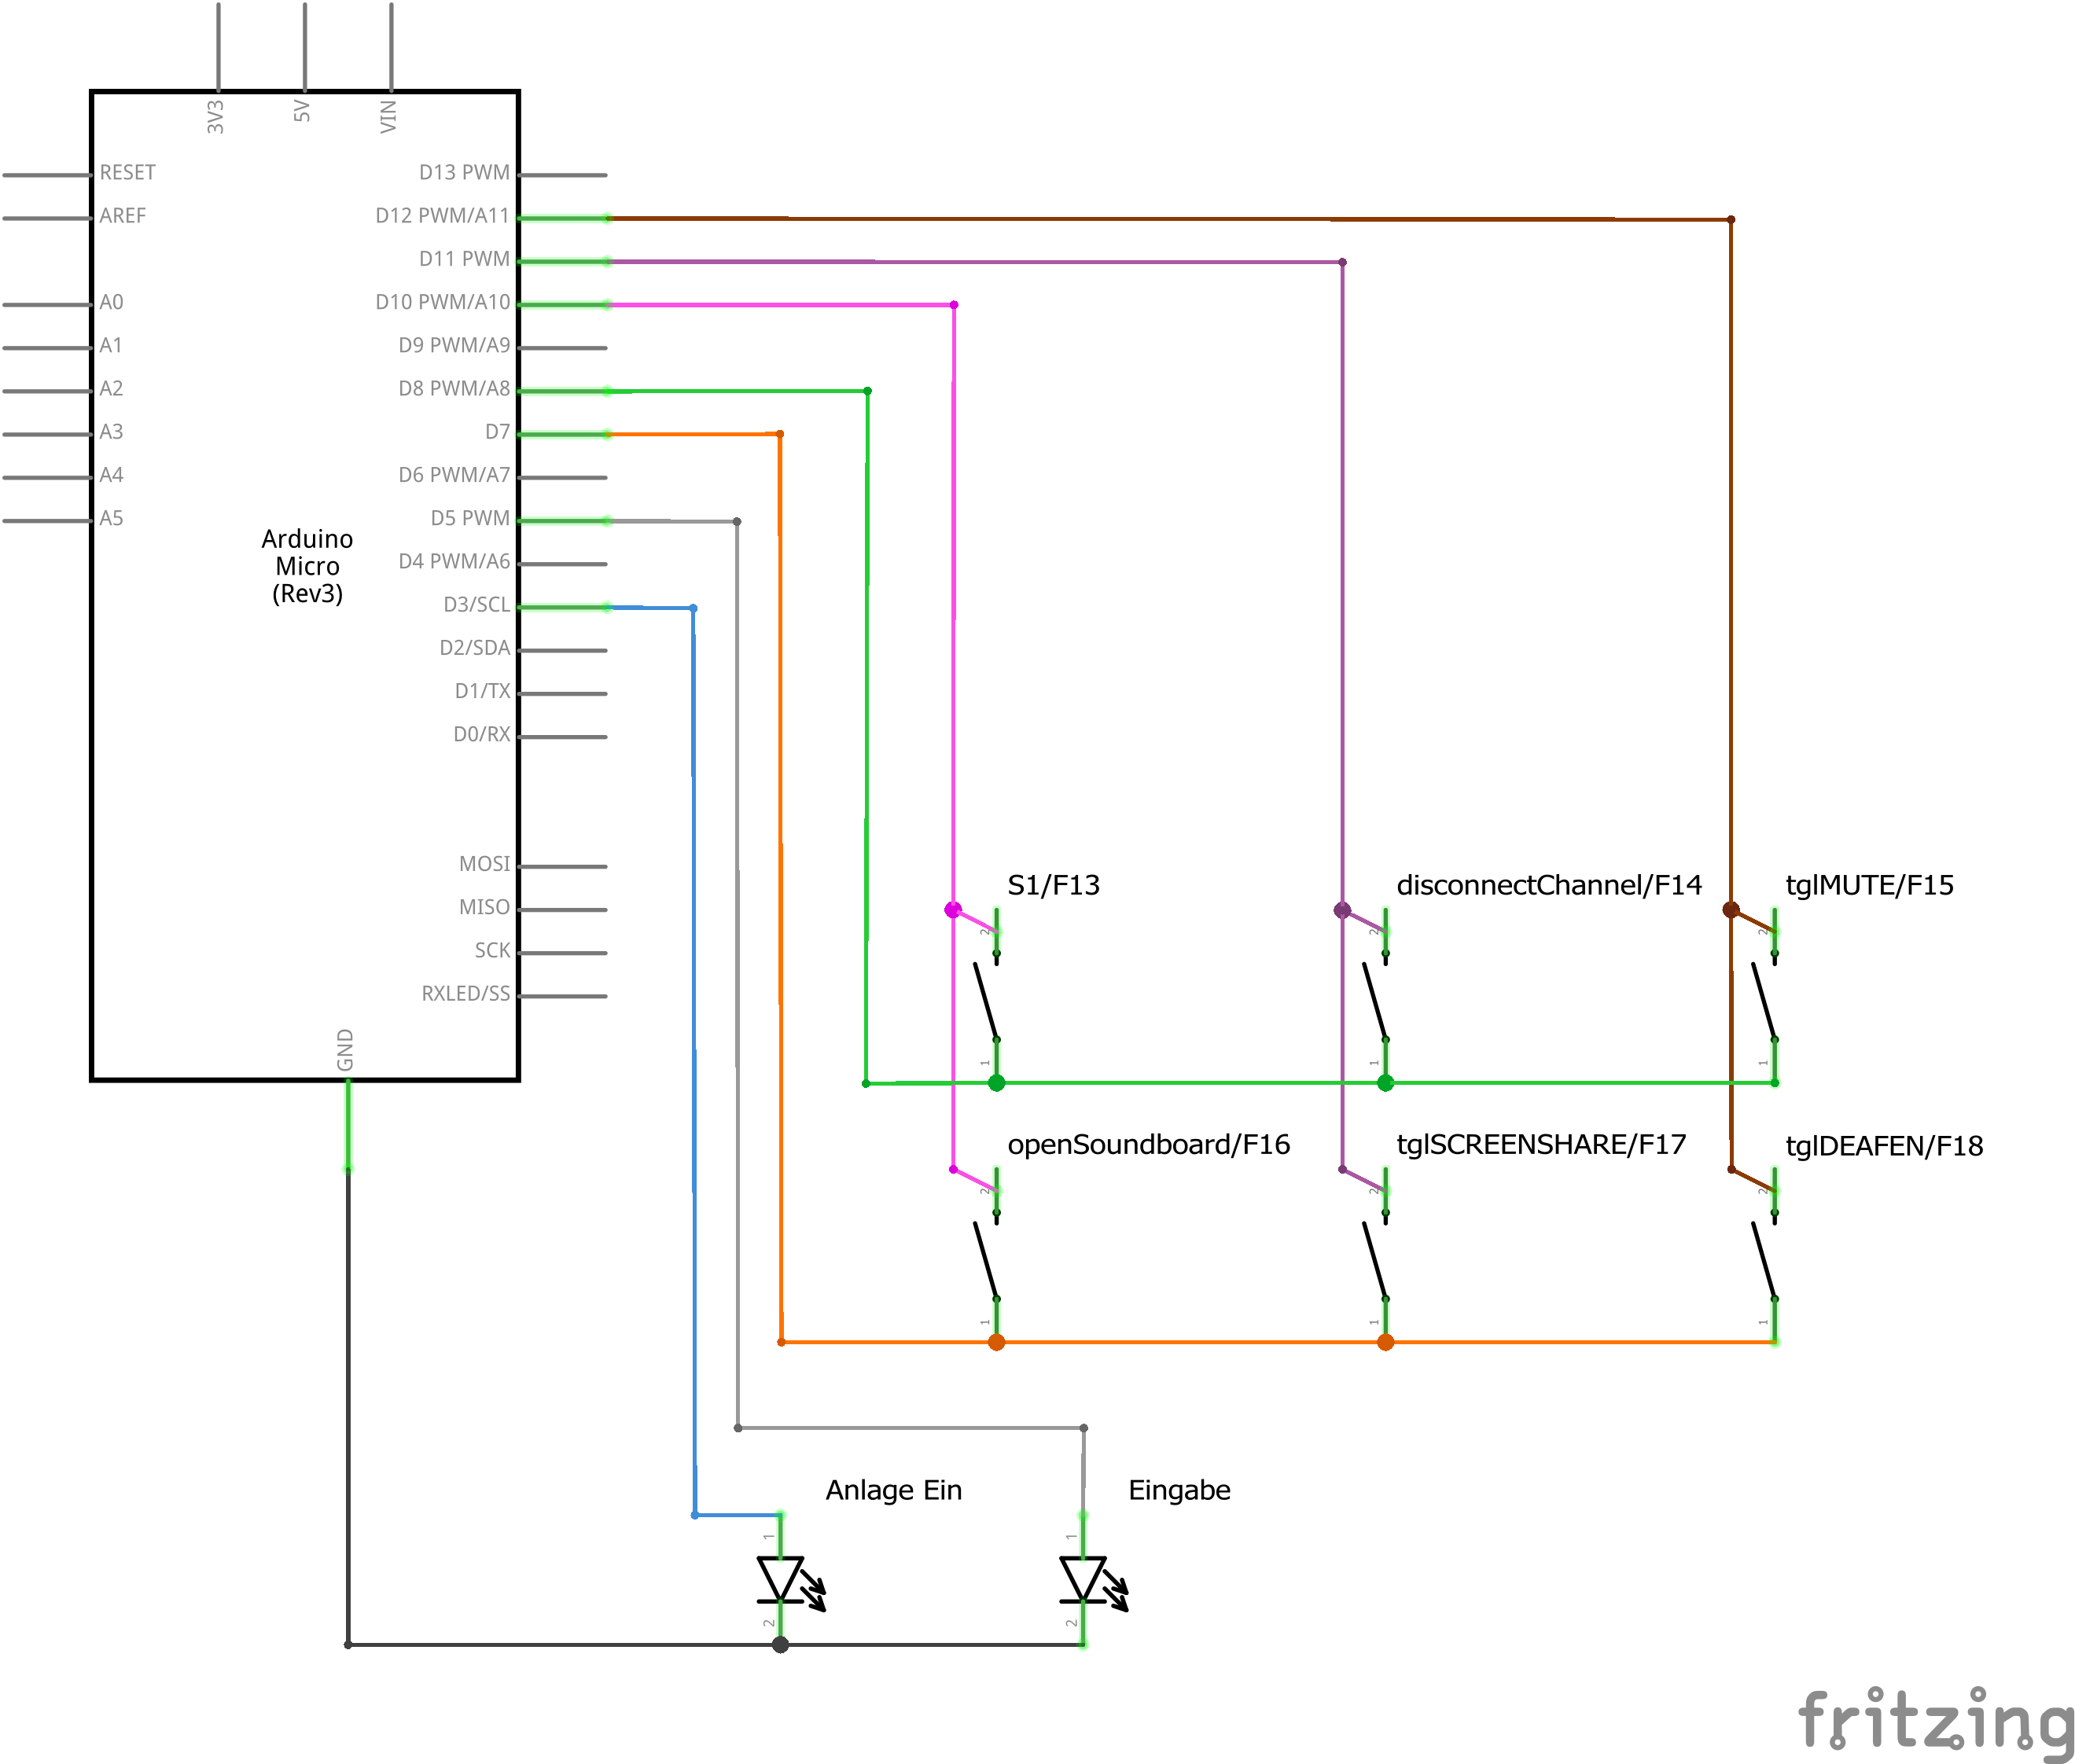 3V3
5V
VIN
RESET
AREF
A0
A1
A2
A3
A4
A5
D13 PWM
D12 PWM/A11
D11 PWM
D10 PWM/A10
D9 PWM/A9
D8 PWM/A8
D7
D6 PWM/A7
D5 PWM
D4 PWM/A6
D3/SCL
D2/SDA
D1/TX
D0/RX
MOSI
MISO
SCK
RXLED/SS
Arduino
Micro
(Rev3)
GND
S1/F13
2
1
disconnectChannel/F14
2
1
tglMUTE/F15
2
1
openSoundboard/F16
2
1
tglSCREENSHARE/F17
2
1
tglDEAFEN/F18
2
1
Anlage Ein
1
2
Eingabe
1
2
fritzing